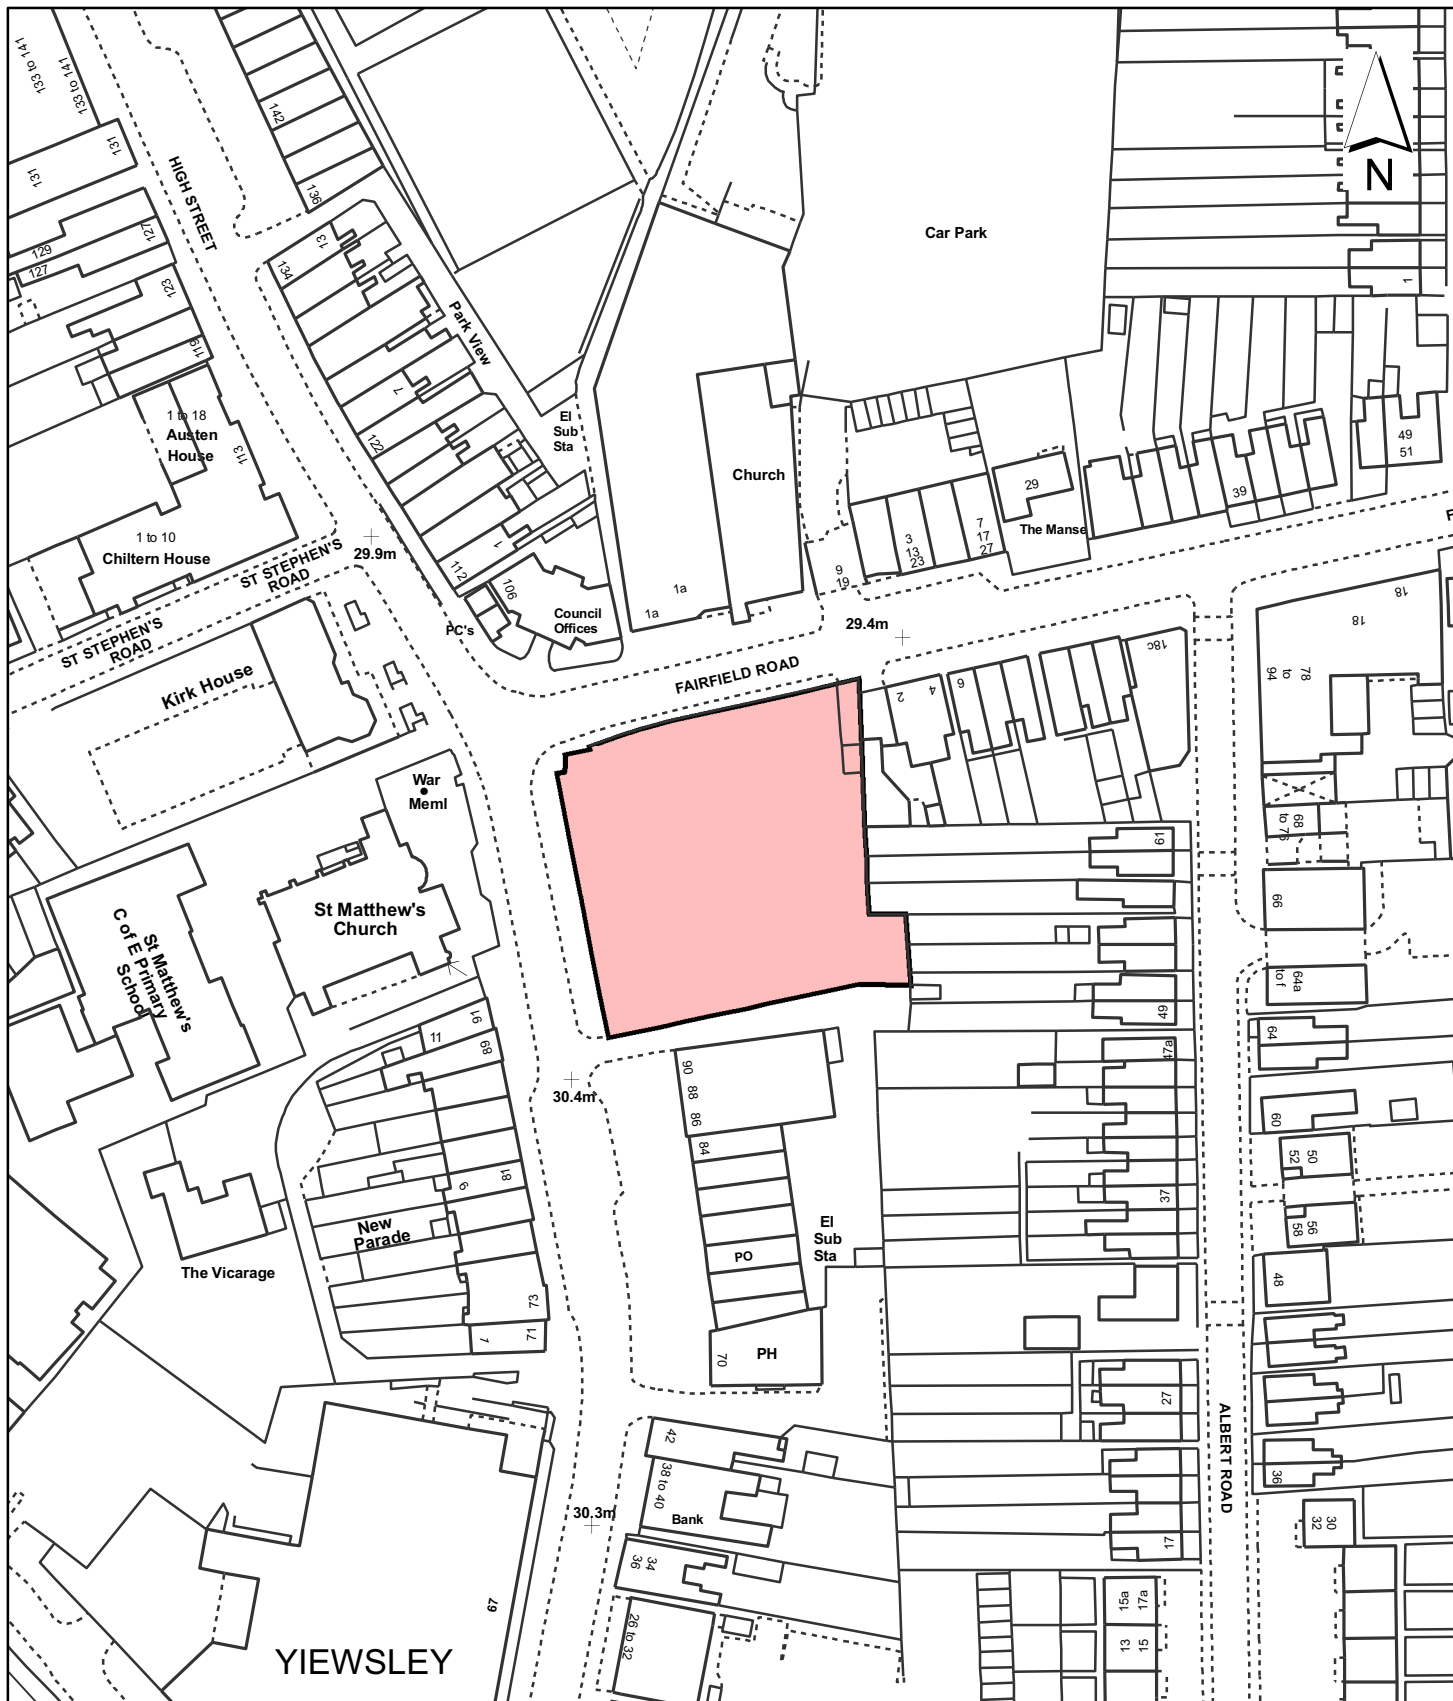 133 to 141
133 to 141
131
131
142
136
HIGH STREET
N
Car Park
129
127
127
134
13
123
119
Park View
1
1 to 18
Austen
House
113
7
122
El
Sub
Sta
Church
29
The Manse
39
49
51
1 to 10
Chiltern House
ST STEPHEN'S
ROAD
ST STEPHEN'S
ROAD
29.9m
1
112
106
PC's
Council
Offices
1a
1a
3
13
23
7
17
27
9
19
29.4m
F
18
18
18c
78
to
94
Kirk House
FAIRFIELD ROAD
2
4
6
War
Meml
61
68
to 76
66
St Matthew's
Church
St Matthew's
C of E Primary
School
64a
to f
49
64
91
11
89
47a
30.4m
90
88
86
84
60
50
52
56
58
81
9
37
New
Parade
El
Sub
Sta
PO
The Vicarage
48
73
71
1
70
PH
27
ALBERT ROAD
42
38 to 40
36
30.3m
Bank
30
32
17
34
36
67
15a
17a
13
15
26 to 32
YIEWSLEY